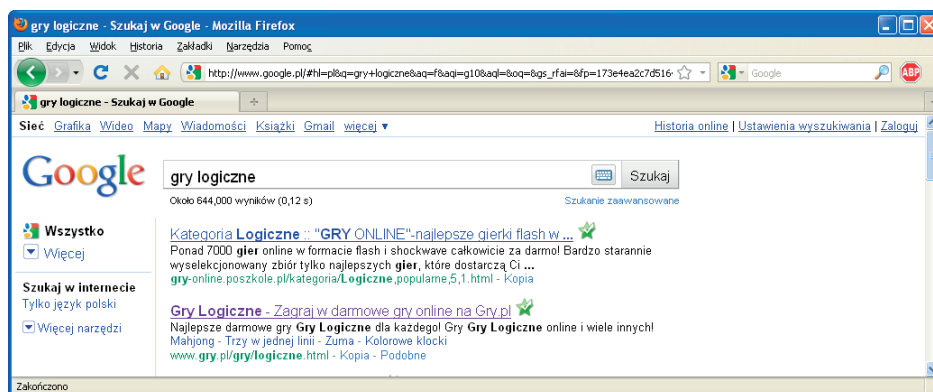 gry logiczne - Szukaj w Google - Mozilla Firefox
Plik Edycja Widok Historia Zakładki Narzędzia Pomoc
http://www.google.pl/#hl=pl&q=gry+logiczne&aq=f&aqi=g10&aql=&oq=&gs_rfai=&fp=173e4ea2c7d516 Google ABP
gry logiczne - Szukaj w Google
Sieć Grafika Wideo Mapy Wiadomości Książki Gmail więcej ▼ Historia online | Ustawienia wyszukiwania | Zaloguj
Google gry logiczne Szukaj
Około 644,000 wyników (0,12 s) Szukanie zaawansowane
Wszystko
Więcej
Szukaj w internecie
Tylko język polski
Więcej narzędzi
Kategoria Logiczne :: "GRY ONLINE"-najlepsze gierki flash w ...
Ponad 7000 gier online w formacie flash i shockwave całkowicie za darmo! Bardzo starannie
wyselekcjonowany zbiór tylko najlepszych gier, które dostarczą Ci ...
gry-online.poszkole.pl/kategoria/Logiczne,popularne,5,1.html - Kopia
Gry Logiczne - Zagraj w darmowe gry online na Gry.pl
Najlepsze darmowe gry Gry Logiczne dla każdego! Gry Gry Logiczne online i wiele innych!
Mahjong - Trzy w jednej linii - Zuma - Kolorowe klocki
www.gry.pl/gry/logiczne.html - Kopia - Podobne
Zakończono